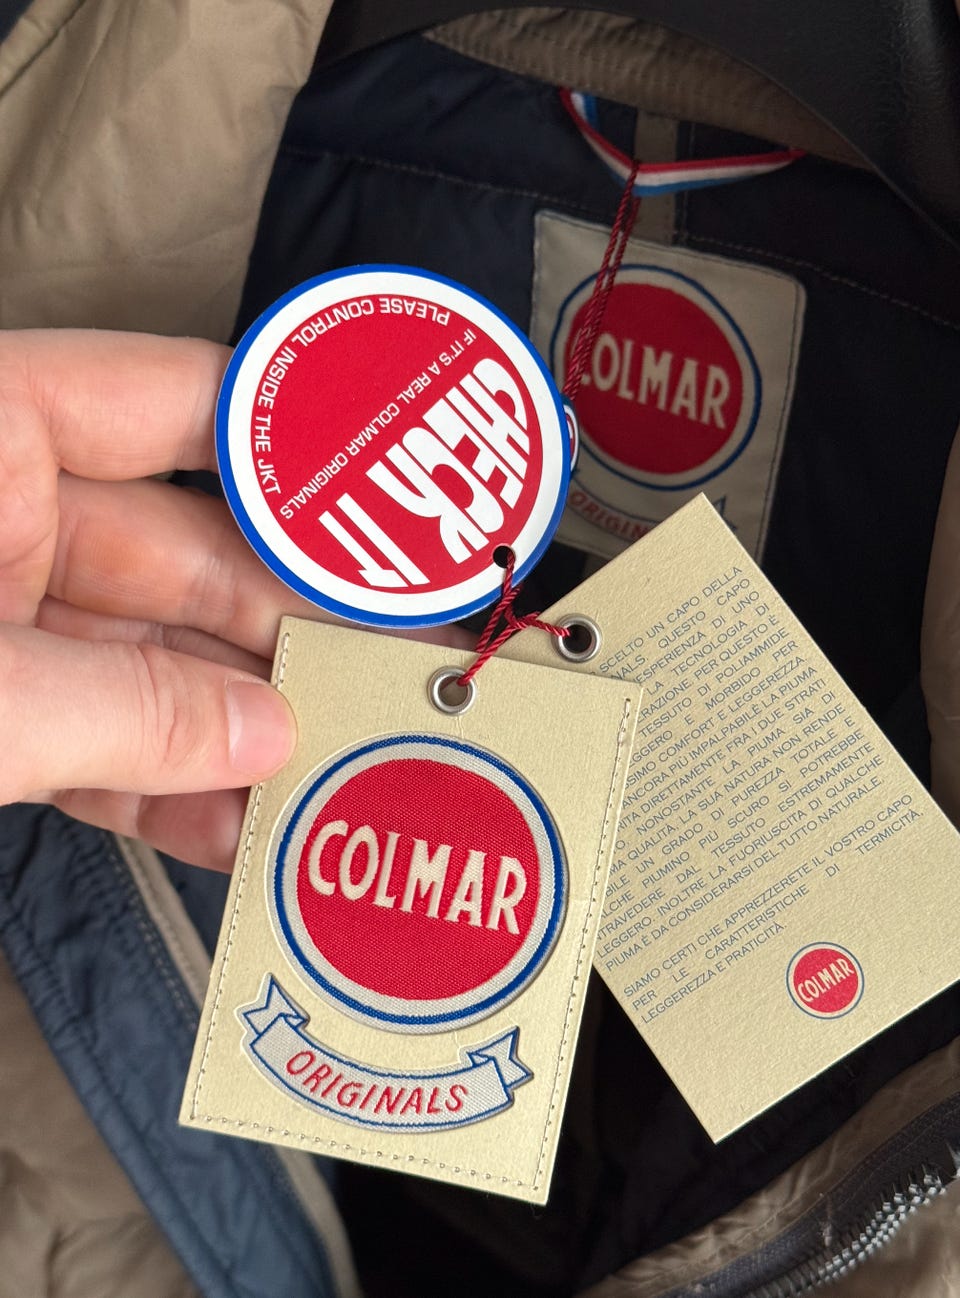 PLEASE CONTROL INSIDE THE JKT
IF IT'S A REAL COLMAR ORIGINALS
CHECK IT
COLMAR
ORIGIN
COLMAR
ORIGINALS
SCELTO UN CAPO DELLA
QUESTO CAPO
ESPERIENZA DI UNO
LA TECNOLOGIA DI
PER QUESTO È
TESSUTO DI POLIAMMIDE
E MORBIDO PER
COMFORT E LEGGEREZZA.
ANCORA PIÙ IMPALPABILE LA PIUMA
DIRETTAMENTE FRA I DUE STRATI
NONOSTANTE LA PIUMA SIA DI
QUALITÀ, LA SUA NATURA NON RENDE
UN GRADO DI PUREZZA TOTALE E
PIUMINO PIÙ SCURO SI POTREBBE
DAL TESSUTO ESTREMAMENTE
LEGGERO. INOLTRE LA FUORIUSCITA DI QUALCHE
PIUMA È DA CONSIDERARSI DEL TUTTO NATURALE.
SIAMO CERTI CHE APPREZZERETE IL VOSTRO CAPO
PER LE CARATTERISTICHE DI TERMICITÀ,
LEGGEREZZA E PRATICITÀ.
COLMAR